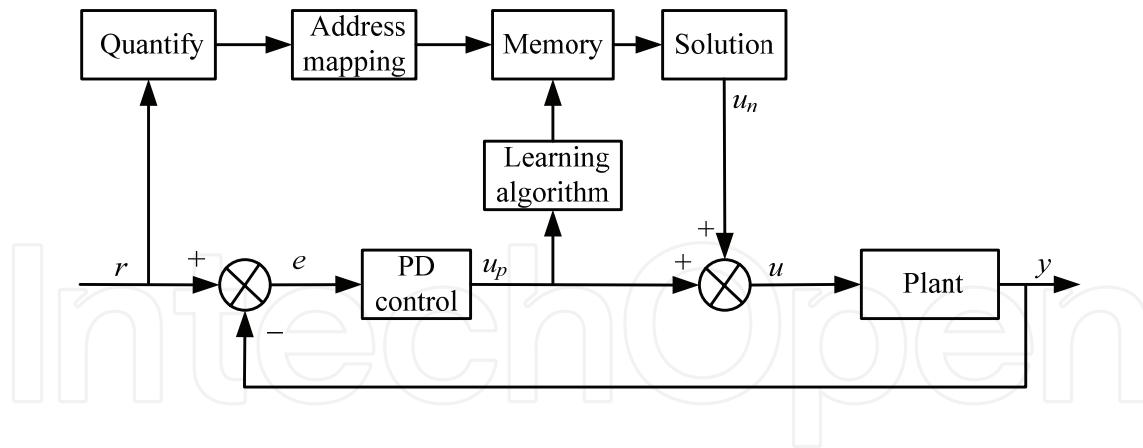 Quantify
Address
mapping
Memory
Solution
u_n
Learning
algorithm
+
+
+
r
e
PD
control
u_p
u
Plant
y
−
IntechOpen